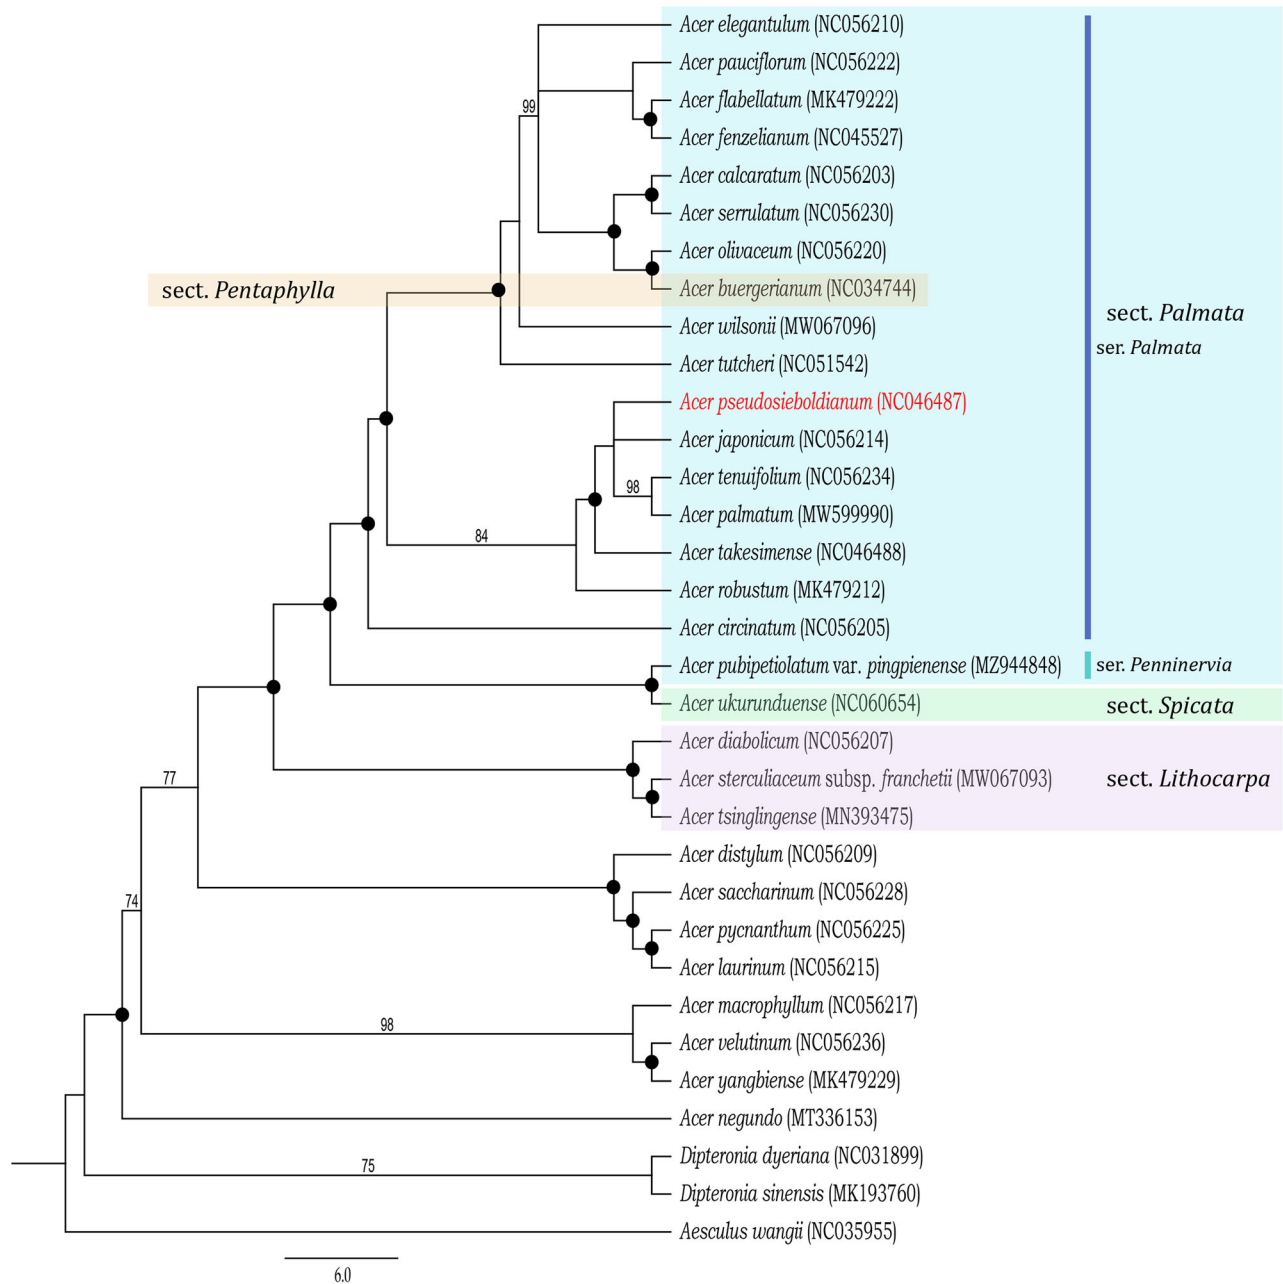 Acer elegantulum (NC056210)
Acer pauciflorum (NC056222)
99
Acer flabellatum (MK479222)
Acer fenzelianum (NC045527)
Acer calcaratum (NC056203)
Acer serrulatum (NC056230)
Acer olivaceum (NC056220)
sect. Pentaphylla
Acer buergerianum (NC034744)
sect. Palmata
Acer wilsonii (MW067096)
ser. Palmata
Acer tutcheri (NC051542)
Acer pseudosieboldianum (NC046487)
Acer japonicum (NC056214)
Acer tenuifolium (NC056234)
98
Acer palmatum (MW599990)
84
Acer takesimense (NC046488)
Acer robustum (MK479212)
Acer circinatum (NC056205)
Acer pubipetiolatum var. pingpienense (MZ944848)
ser. Penninervia
Acer ukurunduense (NC060654)
sect. Spicata
Acer diabolicum (NC056207)
77
Acer sterculiaceum subsp. franchetii (MW067093)
sect. Lithocarpa
Acer tsinglingense (MN393475)
Acer distylum (NC056209)
Acer saccharinum (NC056228)
74
Acer pycnanthum (NC056225)
Acer laurinum (NC056215)
Acer macrophyllum (NC056217)
98
Acer velutinum (NC056236)
Acer yangbiense (MK479229)
Acer negundo (MT336153)
Dipteronia dyeriana (NC031899)
75
Dipteronia sinensis (MK193760)
Aesculus wangii (NC035955)
6.0